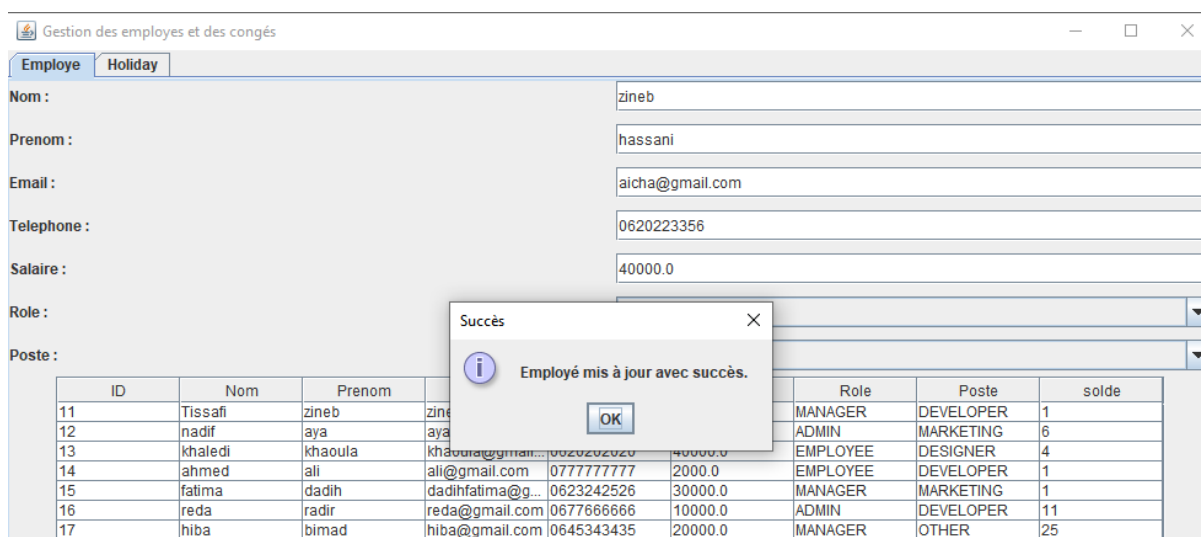 Gestion des employes et des congés
Employe Holiday
Nom : zineb
Prenom : hassani
Email : aicha@gmail.com
Telephone : 0620223356
Salaire : 40000.0
Role :
Succès
Poste :
Employé mis à jour avec succès.
OK
ID Nom Prenom Role Poste solde
11 Tissafi zineb MANAGER DEVELOPER 1
12 nadif aya ADMIN MARKETING 6
13 khaledi khaoula khaoula@gmail... 0620202020 40000.0 EMPLOYEE DESIGNER 4
14 ahmed ali ali@gmail.com 0777777777 2000.0 EMPLOYEE DEVELOPER 1
15 fatima dadih dadihfatima@g... 0623242526 30000.0 MANAGER MARKETING 1
16 reda radir reda@gmail.com 0677666666 10000.0 ADMIN DEVELOPER 11
17 hiba bimad hiba@gmail.com 0645343435 20000.0 MANAGER OTHER 25